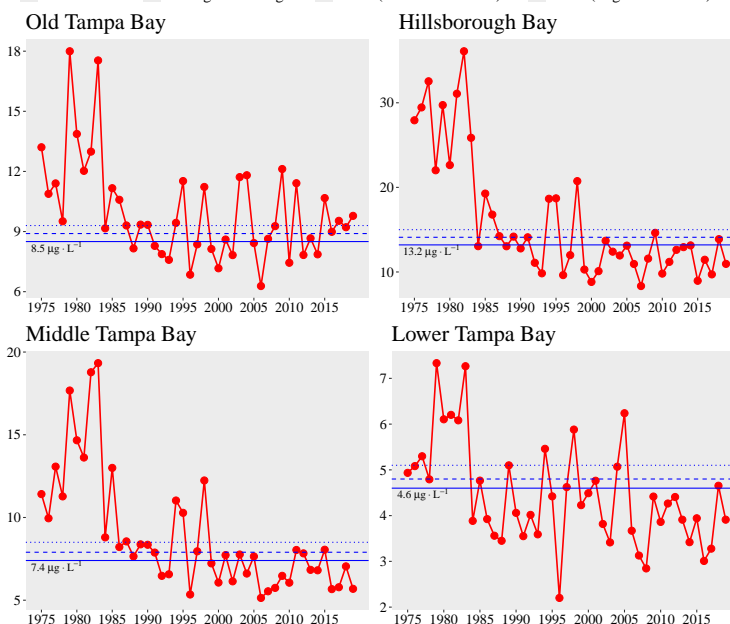 Old Tampa Bay
18
15
12
9
6
8.5 μg · L⁻¹
1975 1980 1985 1990 1995 2000 2005 2010 2015
Hillsborough Bay
30
20
10
13.2 μg · L⁻¹
1975 1980 1985 1990 1995 2000 2005 2010 2015
Middle Tampa Bay
20
15
10
5
7.4 μg · L⁻¹
1975 1980 1985 1990 1995 2000 2005 2010 2015
Lower Tampa Bay
7
6
5
4
3
2
4.6 μg · L⁻¹
1975 1980 1985 1990 1995 2000 2005 2010 2015